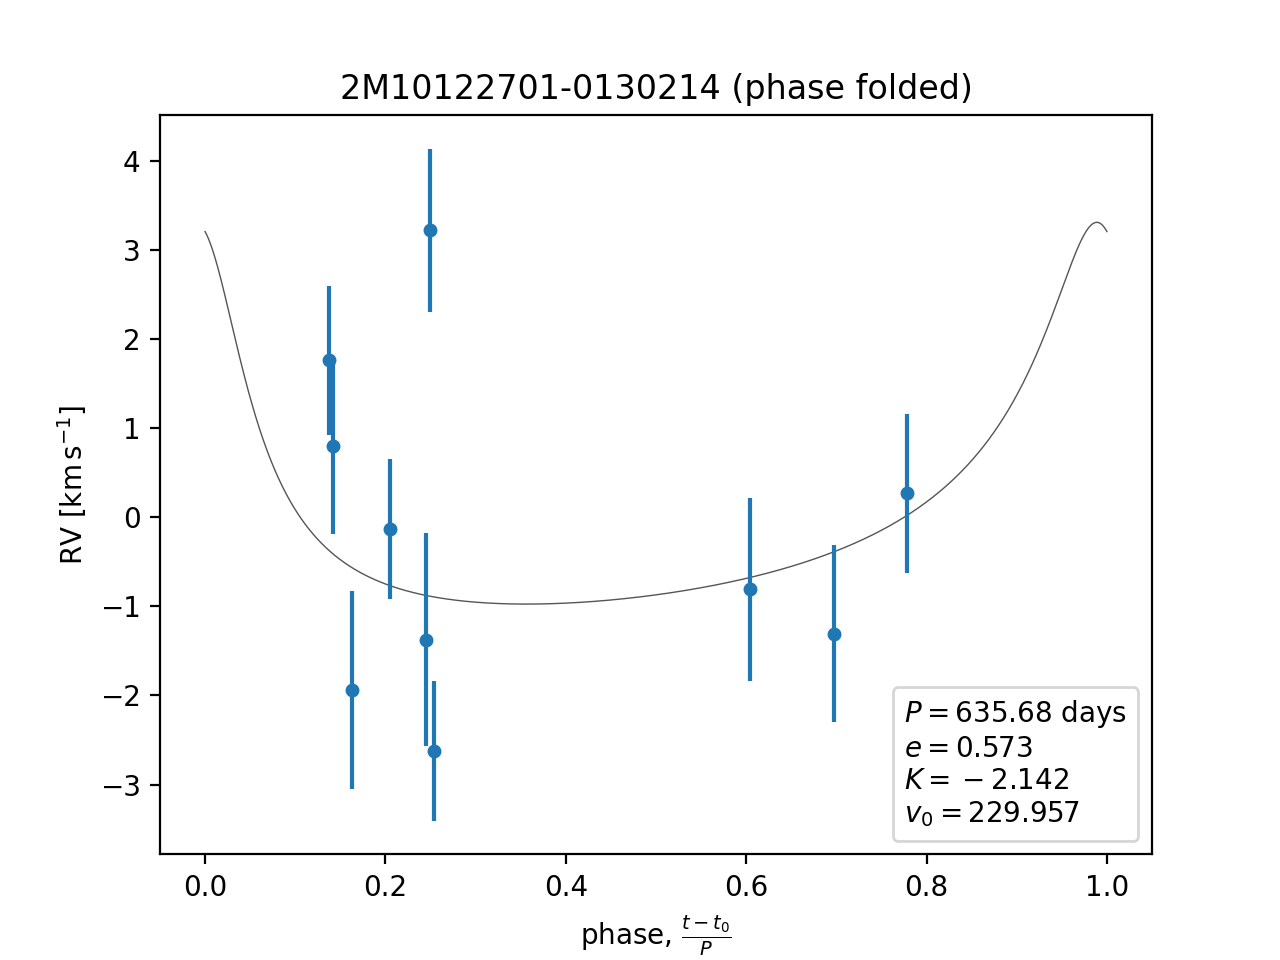 2M10122701-0130214 (phase folded)
RV [km s⁻¹]
4
3
2
1
0
−1
−2
−3
P = 635.68 days
e = 0.573
K = −2.142
v₀ = 229.957
0.0 0.2 0.4 0.6 0.8 1.0
phase, (t − t₀)/P